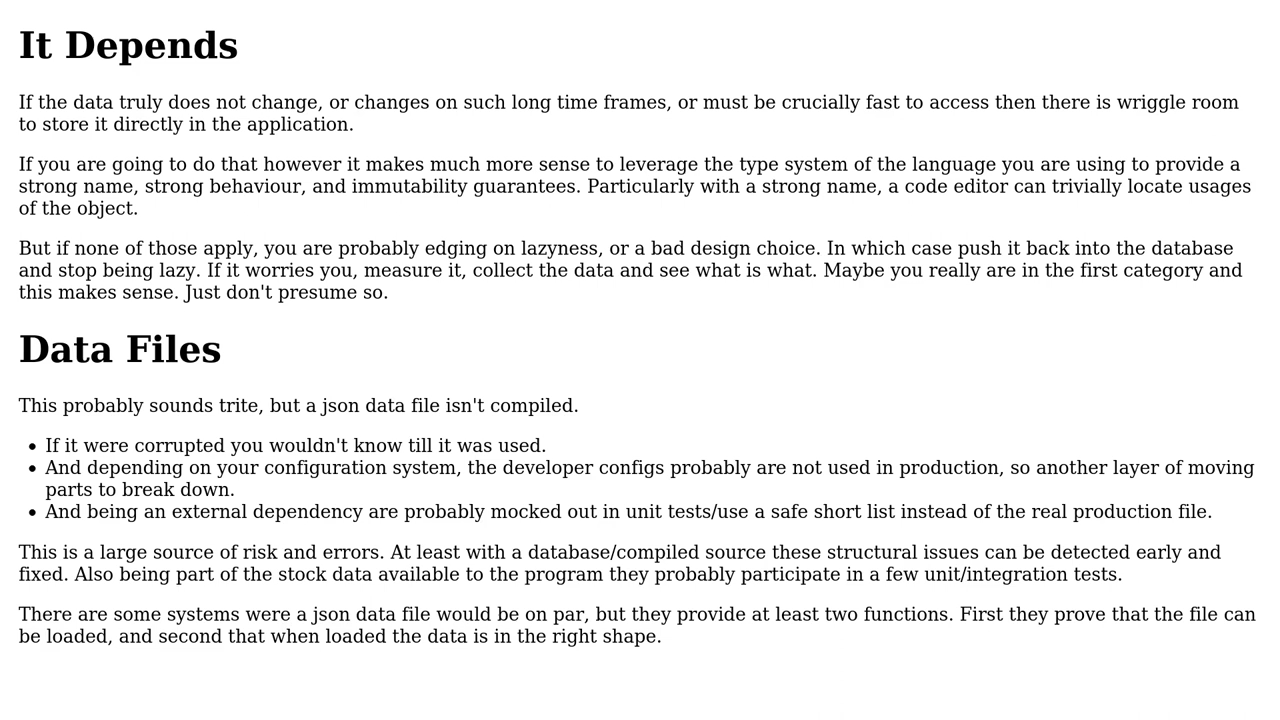 It Depends
If the data truly does not change, or changes on such long time frames, or must be crucially fast to access then there is wriggle room
to store it directly in the application.
If you are going to do that however it makes much more sense to leverage the type system of the language you are using to provide a
strong name, strong behaviour, and immutability guarantees. Particularly with a strong name, a code editor can trivially locate usages
of the object.
But if none of those apply, you are probably edging on lazyness, or a bad design choice. In which case push it back into the database
and stop being lazy. If it worries you, measure it, collect the data and see what is what. Maybe you really are in the first category and
this makes sense. Just don't presume so.
Data Files
This probably sounds trite, but a json data file isn't compiled.
• If it were corrupted you wouldn't know till it was used.
• And depending on your configuration system, the developer configs probably are not used in production, so another layer of moving
parts to break down.
• And being an external dependency are probably mocked out in unit tests/use a safe short list instead of the real production file.
This is a large source of risk and errors. At least with a database/compiled source these structural issues can be detected early and
fixed. Also being part of the stock data available to the program they probably participate in a few unit/integration tests.
There are some systems were a json data file would be on par, but they provide at least two functions. First they prove that the file can
be loaded, and second that when loaded the data is in the right shape.